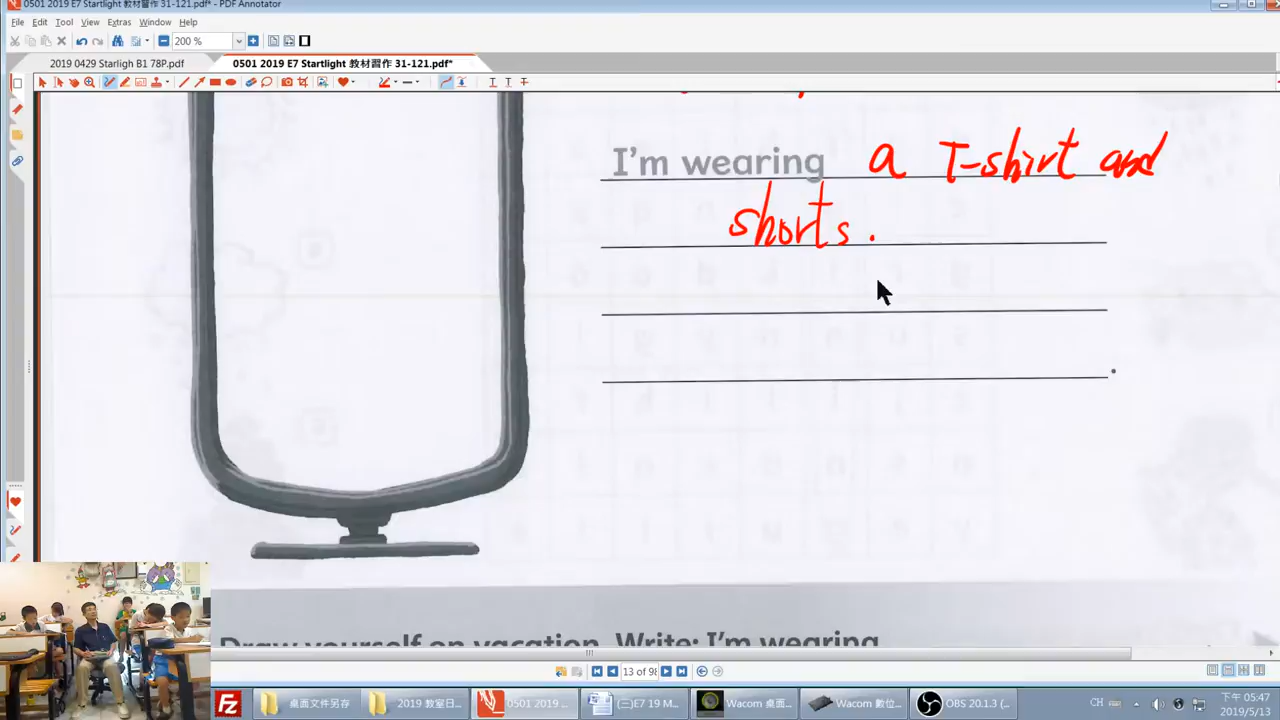 0501 2019 E7 Startlight 教材習作 31-121.pdf* - PDF Annotator
File Edit Tool View Extras Window Help
200 %
2019 0429 Starligh B1 78P.pdf
0501 2019 E7 Startlight 教材習作 31-121.pdf*
I'm wearing a T-shirt and
shorts.
.
Draw yourself on vacation. Write: I'm wearing
13 of 98
桌面文件另存
2019 教室日...
0501 2019 ...
(三)E7 19 M...
Wacom 桌面...
Wacom 數位...
OBS 20.1.3 (...
CH
下午 05:47
2019/5/13